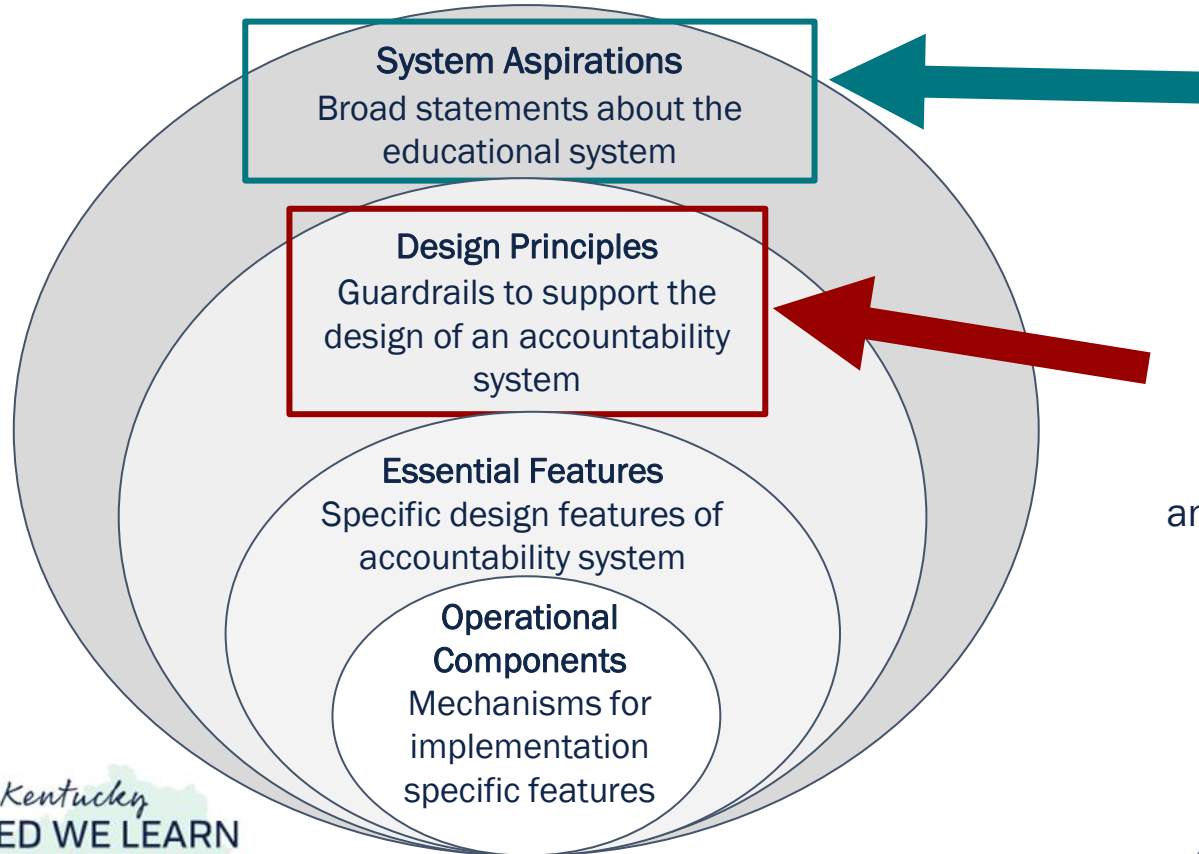 System Aspirations
Broad statements about the
educational system
Design Principles
Guardrails to support the
design of an accountability
system
Essential Features
Specific design features of
accountability system
Operational
Components
Mechanisms for
implementation
specific features
Kentucky
ED WE LEARN